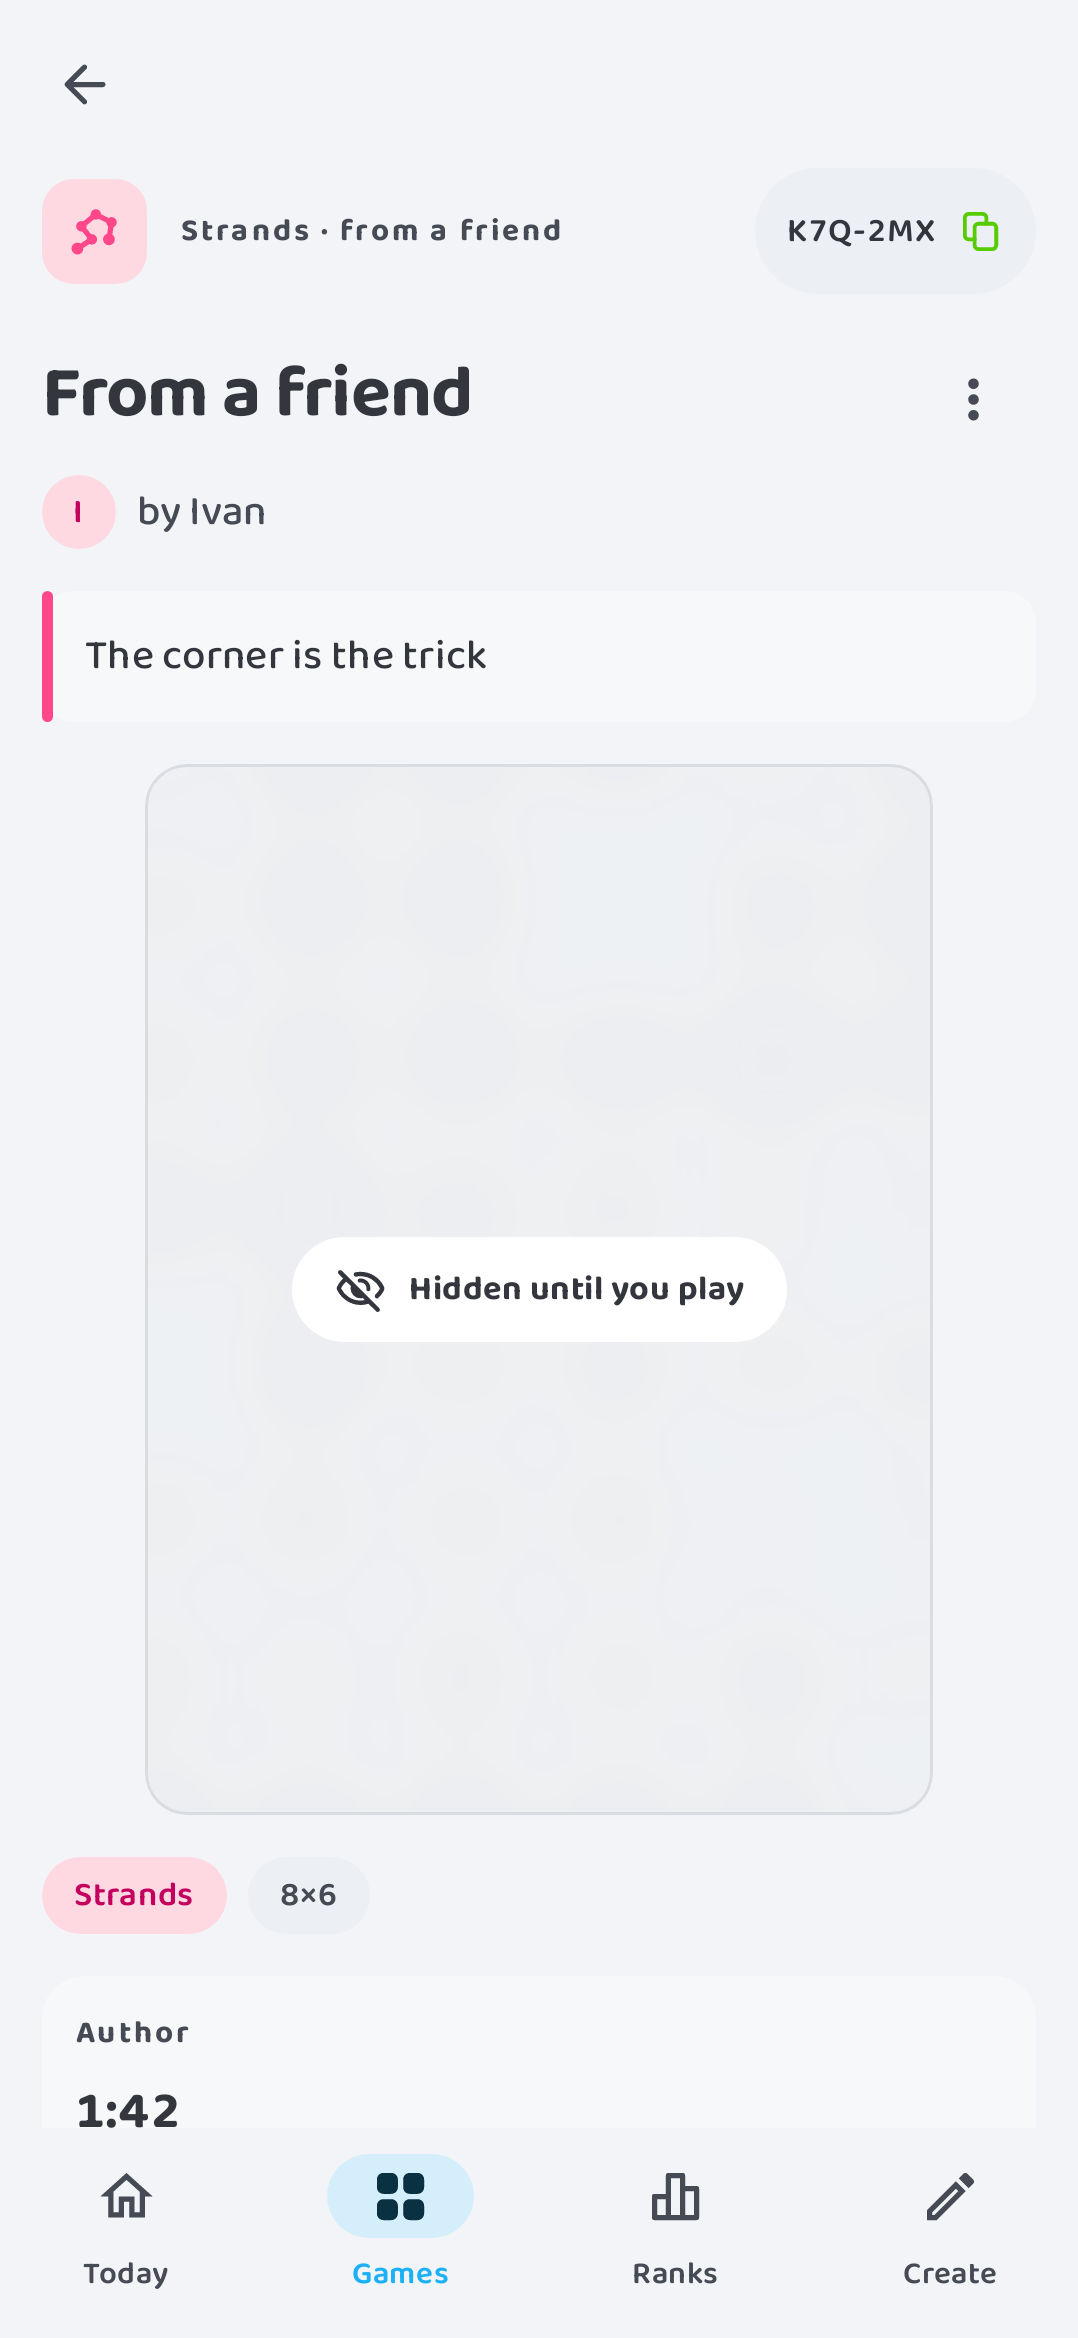 Strands · from a friend
K7Q-2MX
From a friend
I
by Ivan
The corner is the trick
Hidden until you play
Strands
8×6
Author
1:42
Today
Games
Ranks
Create